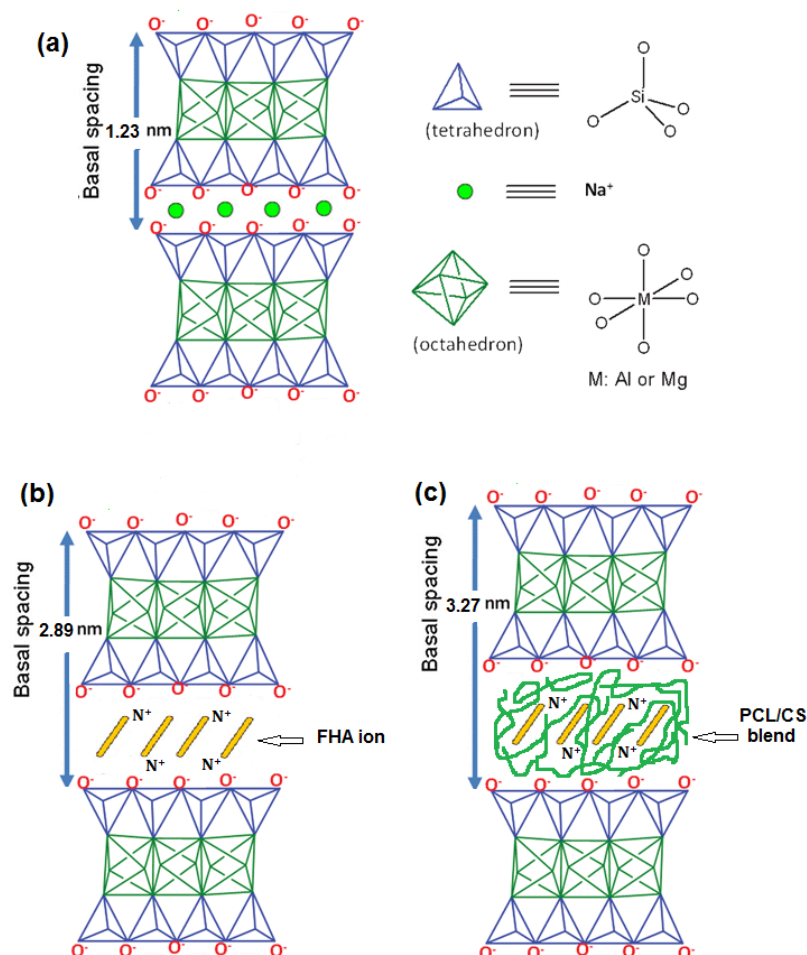 (a)
O⁻ O⁻ O⁻ O⁻ O⁻
Basal spacing
1.23 nm
O⁻ O⁻ O⁻ O⁻ O⁻
O⁻ O⁻ O⁻ O⁻ O⁻
O⁻ O⁻ O⁻ O⁻ O⁻
(tetrahedron)
O
Si
O
O
O
Na⁺
(octahedron)
O
O
O
M
O
O
O
M: Al or Mg
(b)
O⁻ O⁻ O⁻ O⁻ O⁻
Basal spacing
2.89 nm
O⁻ O⁻ O⁻ O⁻ O⁻
N⁺ N⁺
N⁺ N⁺
FHA ion
O⁻ O⁻ O⁻ O⁻ O⁻
O⁻ O⁻ O⁻ O⁻ O⁻
(c)
O⁻ O⁻ O⁻ O⁻ O⁻
Basal spacing
3.27 nm
O⁻ O⁻ O⁻ O⁻ O⁻
N⁺ N⁺
N⁺ N⁺
PCL/CS
blend
O⁻ O⁻ O⁻ O⁻ O⁻
O⁻ O⁻ O⁻ O⁻ O⁻